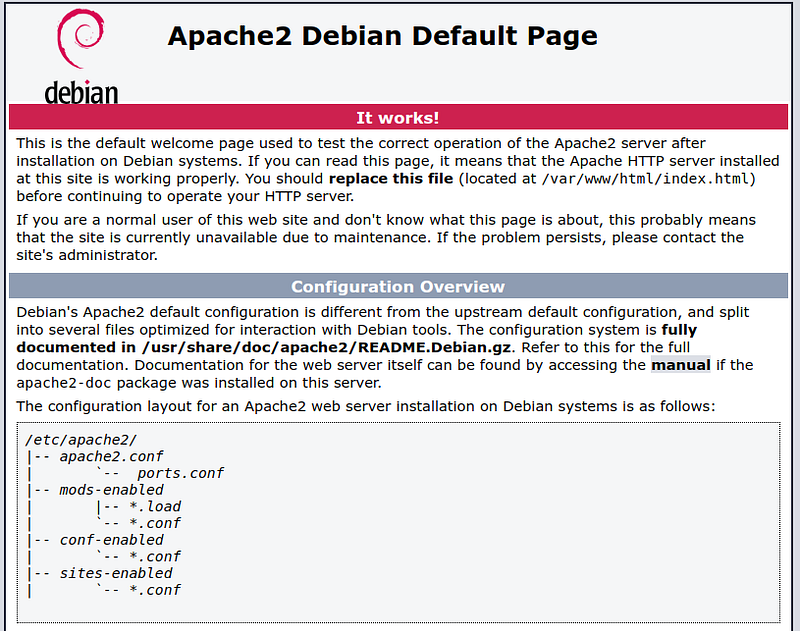 debian
Apache2 Debian Default Page
It works!
This is the default welcome page used to test the correct operation of the Apache2 server after
installation on Debian systems. If you can read this page, it means that the Apache HTTP server installed
at this site is working properly. You should replace this file (located at /var/www/html/index.html)
before continuing to operate your HTTP server.
If you are a normal user of this web site and don't know what this page is about, this probably means
that the site is currently unavailable due to maintenance. If the problem persists, please contact the
site's administrator.
Configuration Overview
Debian's Apache2 default configuration is different from the upstream default configuration, and split
into several files optimized for interaction with Debian tools. The configuration system is fully
documented in /usr/share/doc/apache2/README.Debian.gz. Refer to this for the full
documentation. Documentation for the web server itself can be found by accessing the manual if the
apache2-doc package was installed on this server.
The configuration layout for an Apache2 web server installation on Debian systems is as follows:
/etc/apache2/
|-- apache2.conf
|       `--  ports.conf
|-- mods-enabled
|       |-- *.load
|       `-- *.conf
|-- conf-enabled
|       `-- *.conf
|-- sites-enabled
|       `-- *.conf